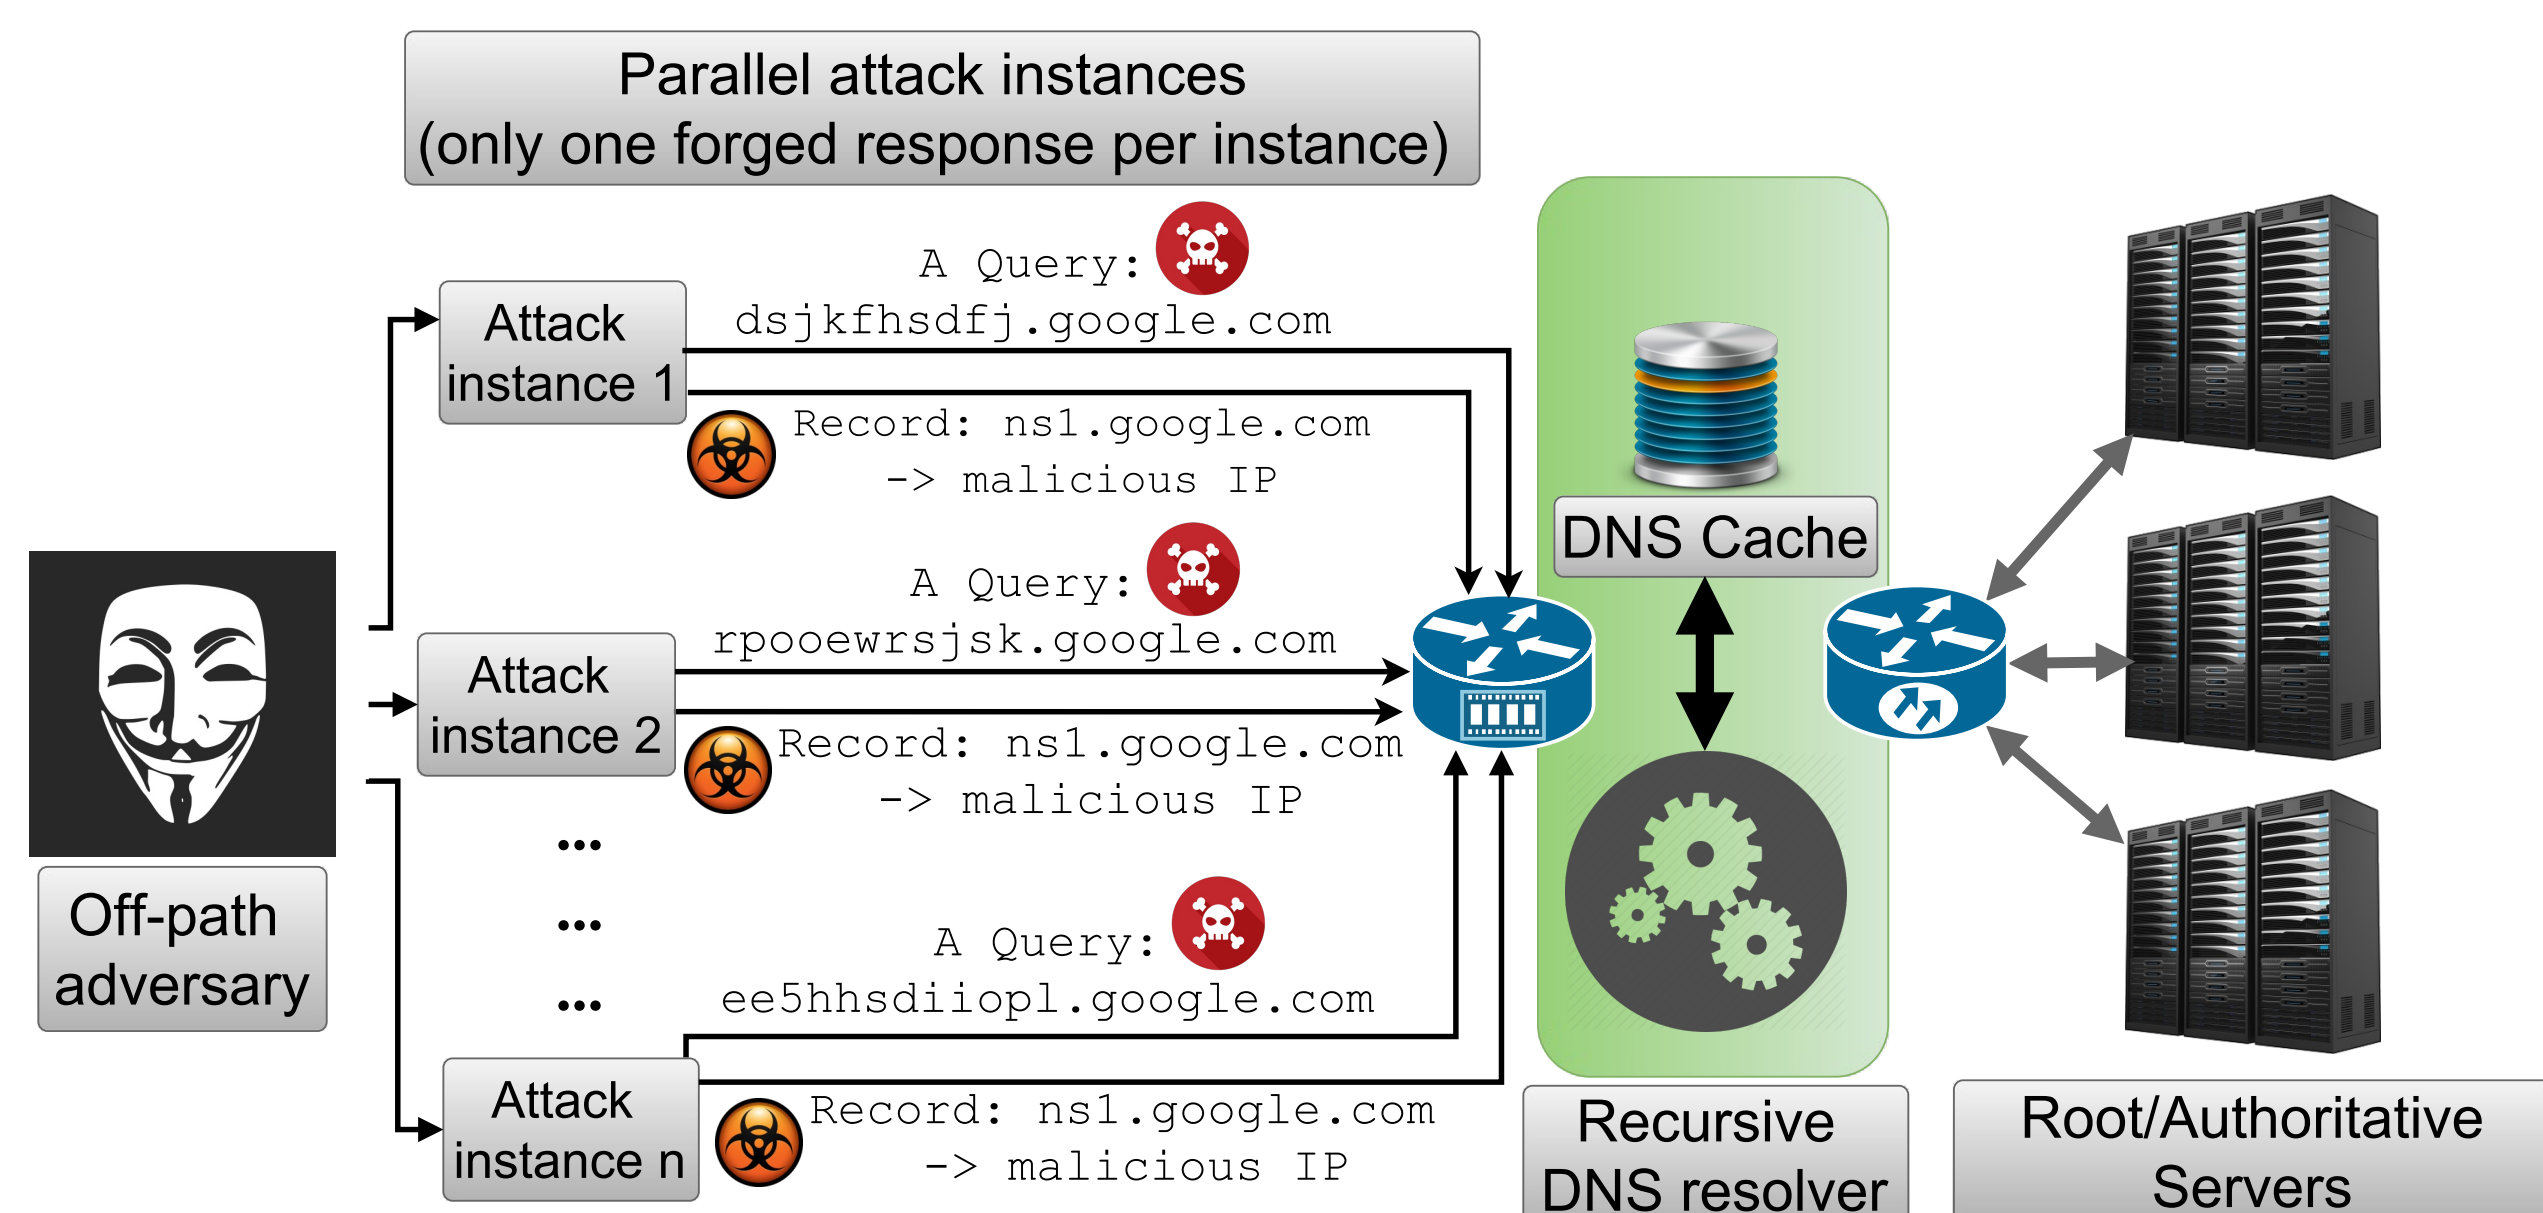 Parallel attack instances
(only one forged response per instance)
A Query:
dsjkfhsdfj.google.com
Attack
instance 1
Record: ns1.google.com
-> malicious IP
DNS Cache
A Query:
rpooewrsjsk.google.com
Attack
instance 2
Record: ns1.google.com
-> malicious IP
...
...
...
Off-path
adversary
A Query:
ee5hhsdiiopl.google.com
Attack
instance n
Record: ns1.google.com
-> malicious IP
Recursive
DNS resolver
Root/Authoritative
Servers